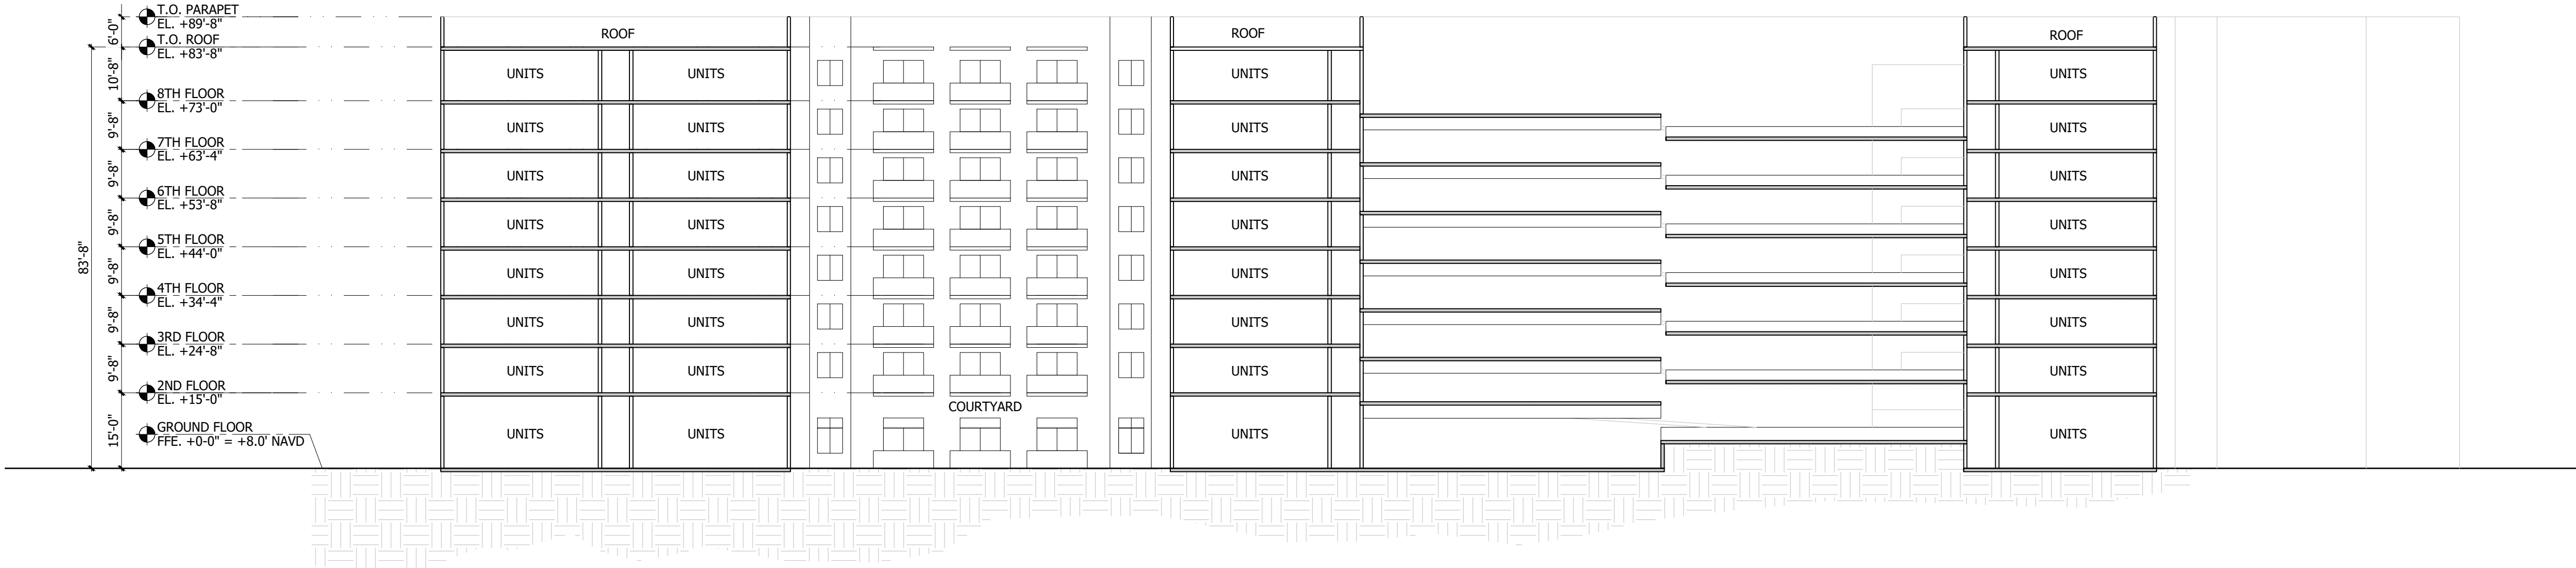 T.O. PARAPET
EL. +89'-8"
6'-0"
ROOF
ROOF
ROOF
T.O. ROOF
EL. +83'-8"
10'-8"
UNITS
UNITS
UNITS
UNITS
8TH FLOOR
EL. +73'-0"
9'-8"
UNITS
UNITS
UNITS
UNITS
7TH FLOOR
EL. +63'-4"
9'-8"
UNITS
UNITS
UNITS
UNITS
6TH FLOOR
EL. +53'-8"
9'-8"
UNITS
UNITS
UNITS
UNITS
5TH FLOOR
EL. +44'-0"
83'-8"
9'-8"
UNITS
UNITS
UNITS
UNITS
4TH FLOOR
EL. +34'-4"
9'-8"
UNITS
UNITS
UNITS
UNITS
3RD FLOOR
EL. +24'-8"
9'-8"
UNITS
UNITS
UNITS
UNITS
2ND FLOOR
EL. +15'-0"
COURTYARD
15'-0"
GROUND FLOOR
FFE. +0-0" = +8.0' NAVD
UNITS
UNITS
UNITS
UNITS